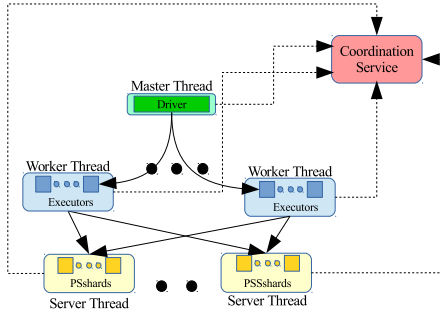 Coordination
Service
Master Thread
Driver
Worker Thread
Executors
Worker Thread
Executors
PSshards
Server Thread
PSSshards
Server Thread